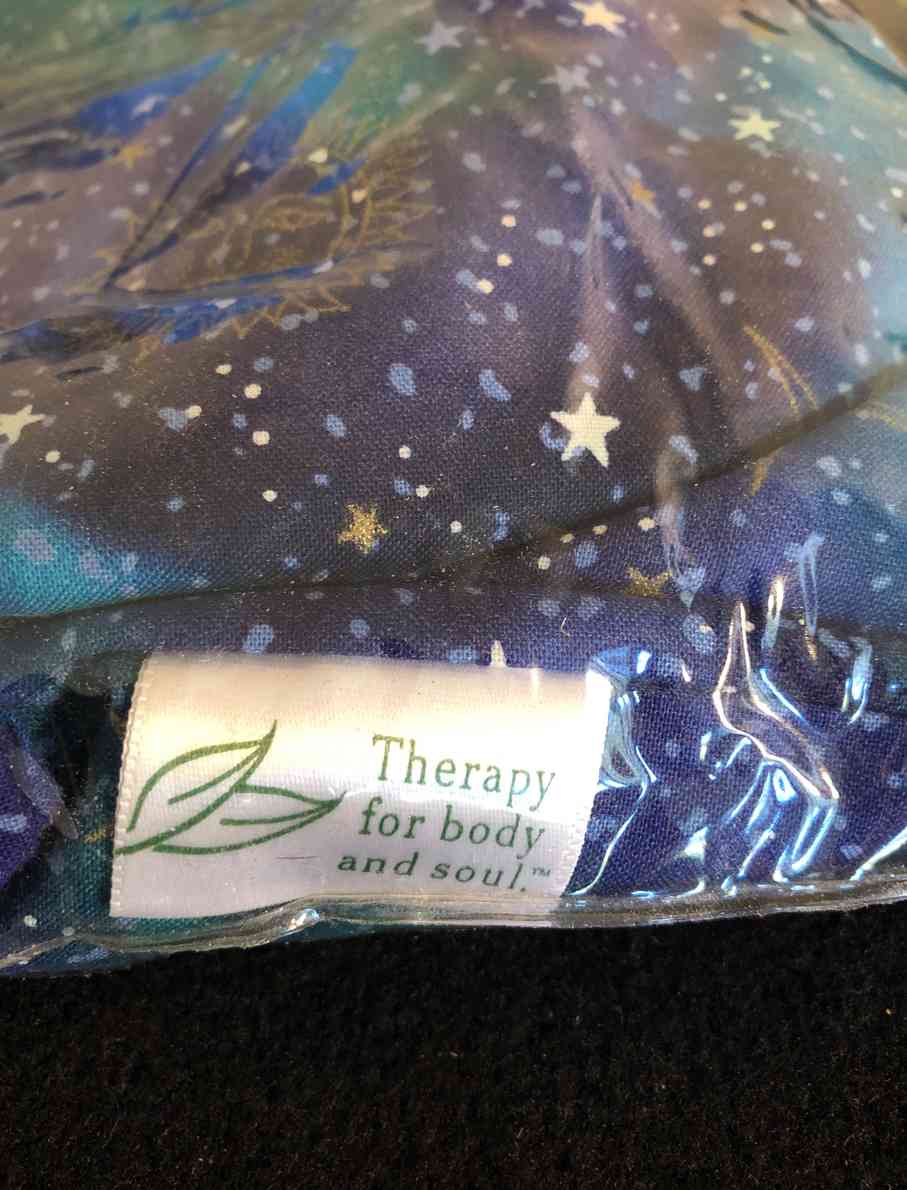 Therapy
for body
and soul.™